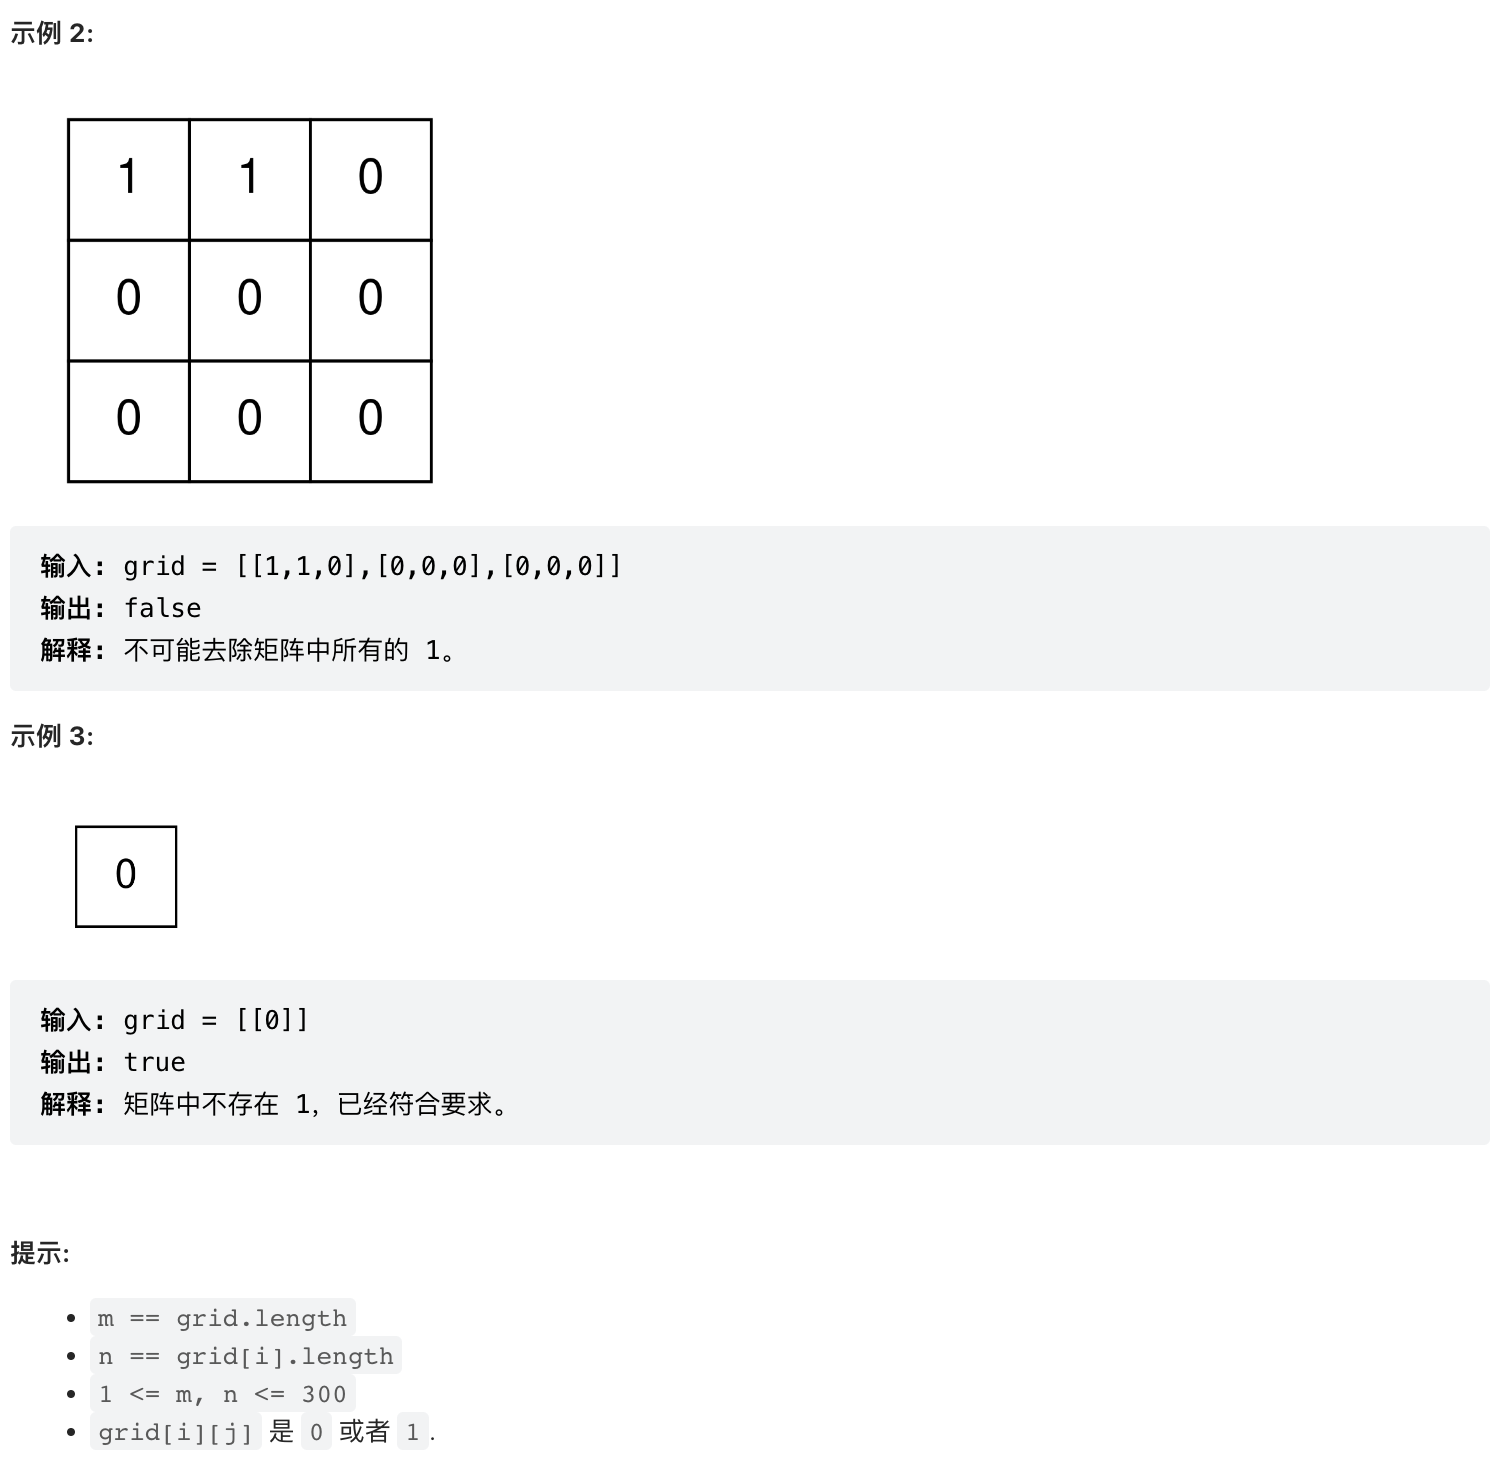 示例 2:
1 1 0
0 0 0
0 0 0
输入: grid = [[1,1,0],[0,0,0],[0,0,0]]
输出: false
解释: 不可能去除矩阵中所有的 1。
示例 3:
0
输入: grid = [[0]]
输出: true
解释: 矩阵中不存在 1，已经符合要求。
提示:
• m == grid.length
• n == grid[i].length
• 1 <= m, n <= 300
• grid[i][j] 是 0 或者 1.